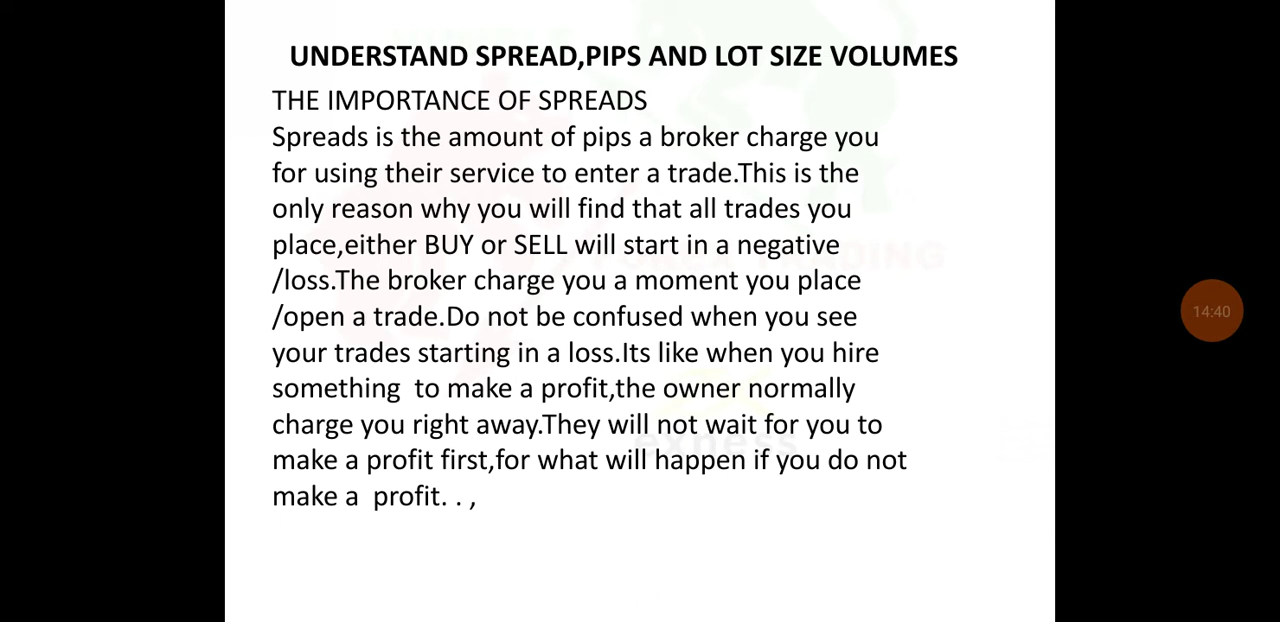 UNDERSTAND SPREAD,PIPS AND LOT SIZE VOLUMES
THE IMPORTANCE OF SPREADS
Spreads is the amount of pips a broker charge you
for using their service to enter a trade.This is the
only reason why you will find that all trades you
place,either BUY or SELL will start in a negative
/loss.The broker charge you a moment you place
/open a trade.Do not be confused when you see
your trades starting in a loss.Its like when you hire
something  to make a profit,the owner normally
charge you right away.They will not wait for you to
make a profit first,for what will happen if you do not
make a  profit. . ,
exness
14:40